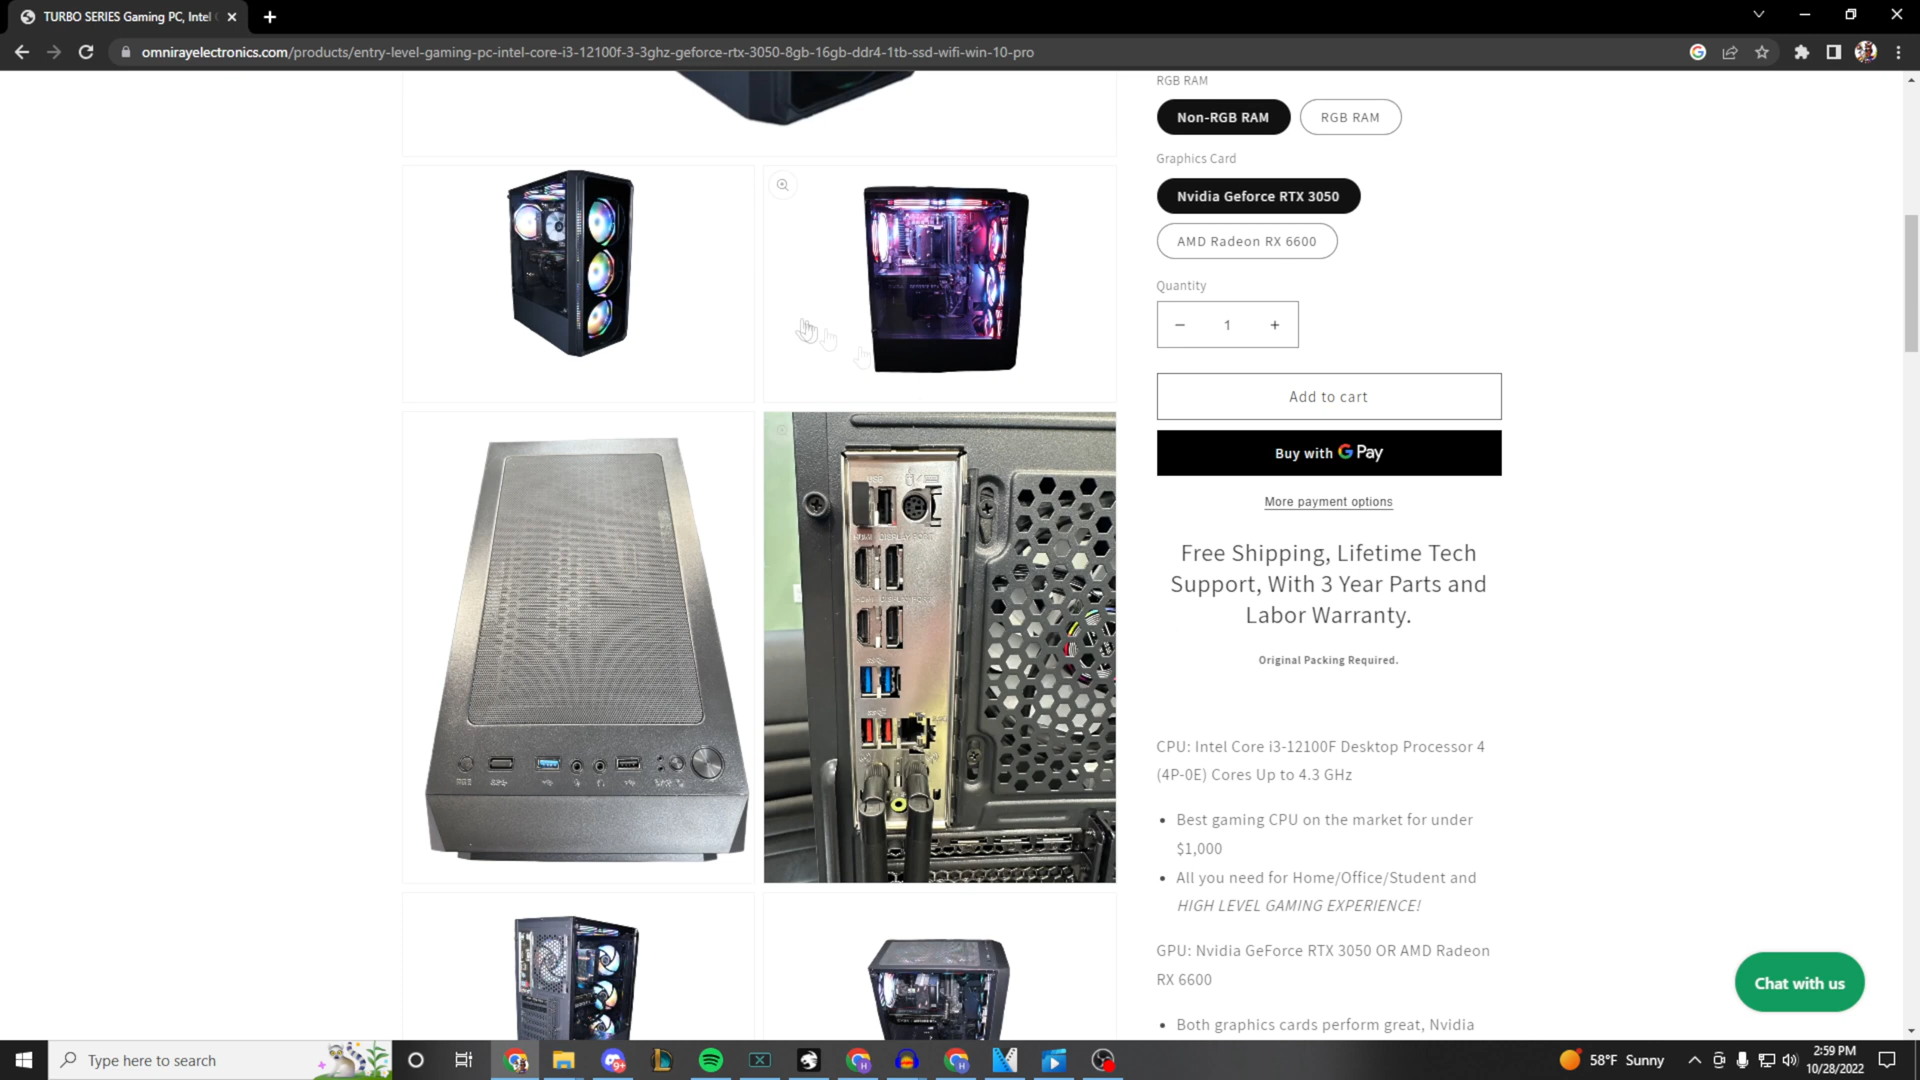 TURBO SERIES Gaming PC, Intel
omnirayelectronics.com/products/entry-level-gaming-pc-intel-core-i3-12100f-3-3ghz-geforce-rtx-3050-8gb-16gb-ddr4-1tb-ssd-wifi-win-10-pro
RGB RAM
Non-RGB RAM
RGB RAM
Graphics Card
Nvidia Geforce RTX 3050
AMD Radeon RX 6600
Quantity
− 1 +
Add to cart
Buy with G Pay
More payment options
Free Shipping, Lifetime Tech
Support, With 3 Year Parts and
Labor Warranty.
Original Packing Required.
CPU: Intel Core i3-12100F Desktop Processor 4
(4P-0E) Cores Up to 4.3 GHz
• Best gaming CPU on the market for under
$1,000
• All you need for Home/Office/Student and
HIGH LEVEL GAMING EXPERIENCE!
GPU: Nvidia GeForce RTX 3050 OR AMD Radeon
RX 6600
• Both graphics cards perform great, Nvidia
Chat with us
Type here to search
58°F Sunny
2:59 PM
10/28/2022